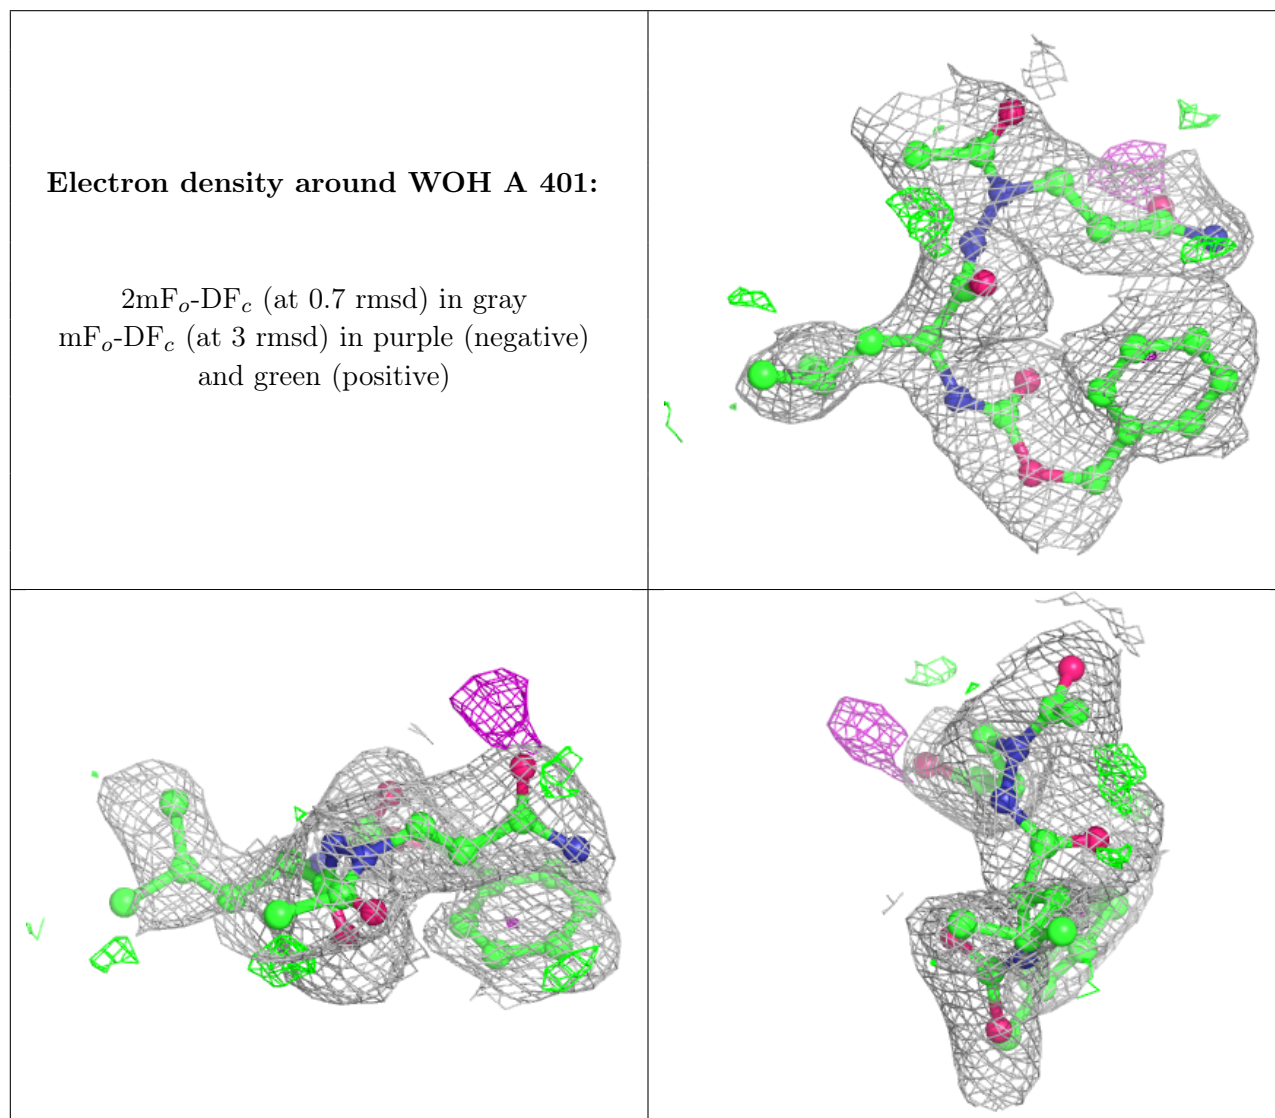 Electron density around WOH A 401:
2mFo-DFc (at 0.7 rmsd) in gray
mFo-DFc (at 3 rmsd) in purple (negative)
and green (positive)